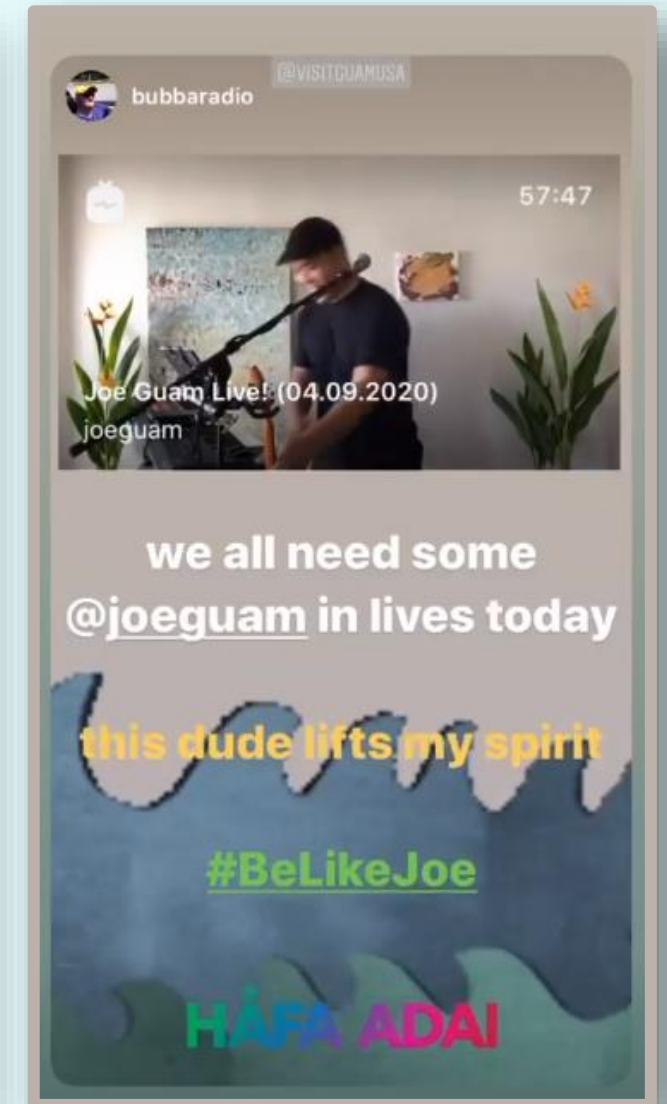 @VISITGUAMUSA
bubbaradio
57:47
Joe Guam Live! (04.09.2020)
joeguam
we all need some
@joeguam in lives today
this dude lifts my spirit
#BeLikeJoe
HÅFA ADAI